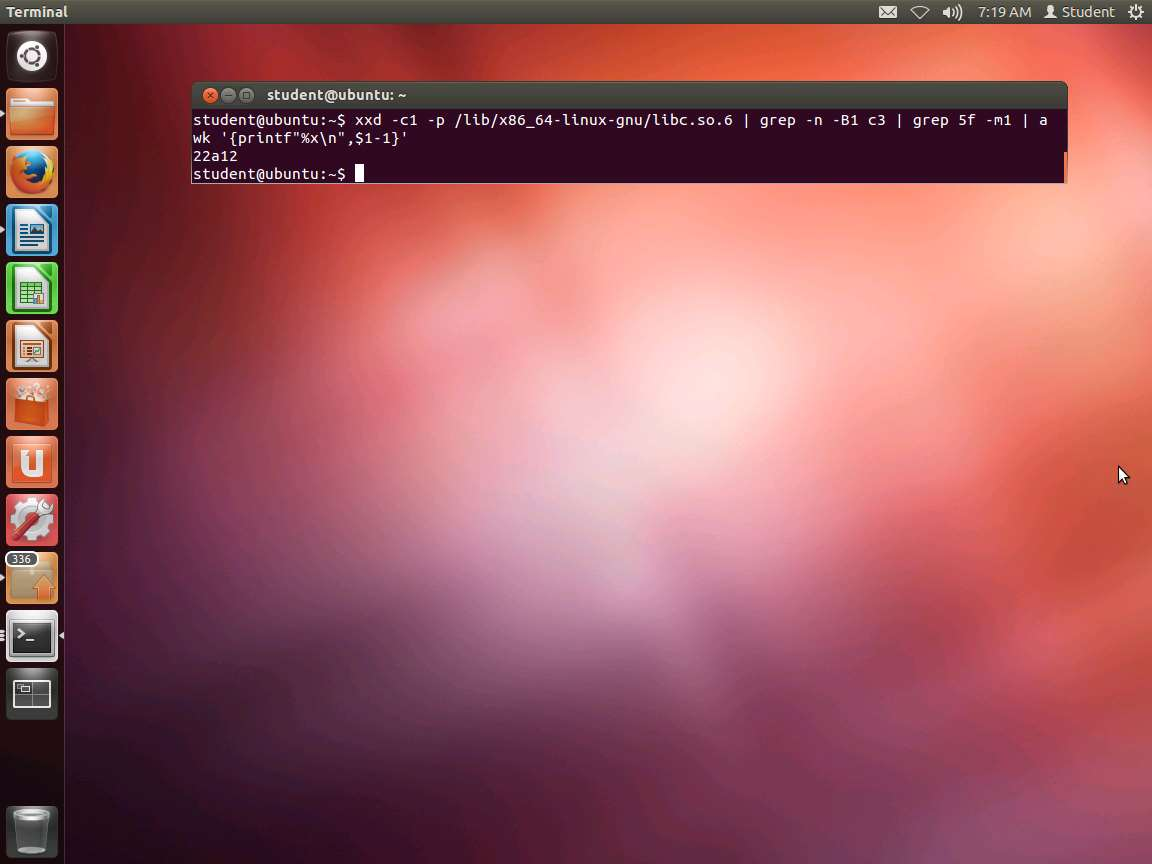 Terminal
7:19 AM Student
student@ubuntu: ~
student@ubuntu:~$ xxd -c1 -p /lib/x86_64-linux-gnu/libc.so.6 | grep -n -B1 c3 | grep 5f -m1 | a
wk '{printf"%x\n",$1-1}'
22a12
student@ubuntu:~$
336
>_